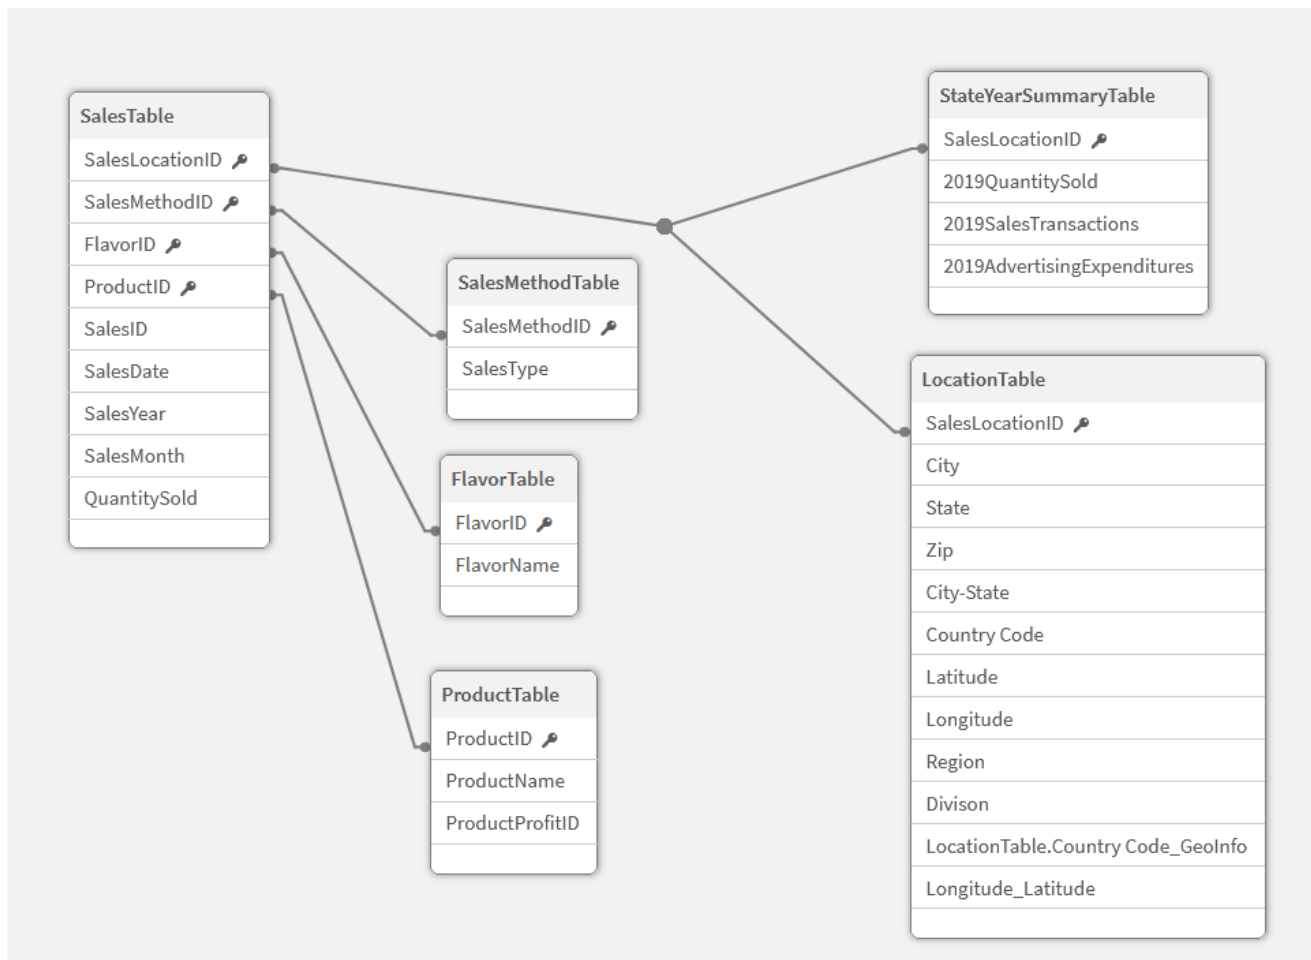 SalesTable
SalesLocationID
SalesMethodID
FlavorID
ProductID
SalesID
SalesDate
SalesYear
SalesMonth
QuantitySold
SalesMethodTable
SalesMethodID
SalesType
FlavorTable
FlavorID
FlavorName
ProductTable
ProductID
ProductName
ProductProfitID
StateYearSummaryTable
SalesLocationID
2019QuantitySold
2019SalesTransactions
2019AdvertisingExpenditures
LocationTable
SalesLocationID
City
State
Zip
City-State
Country Code
Latitude
Longitude
Region
Divison
LocationTable.Country Code_GeoInfo
Longitude_Latitude